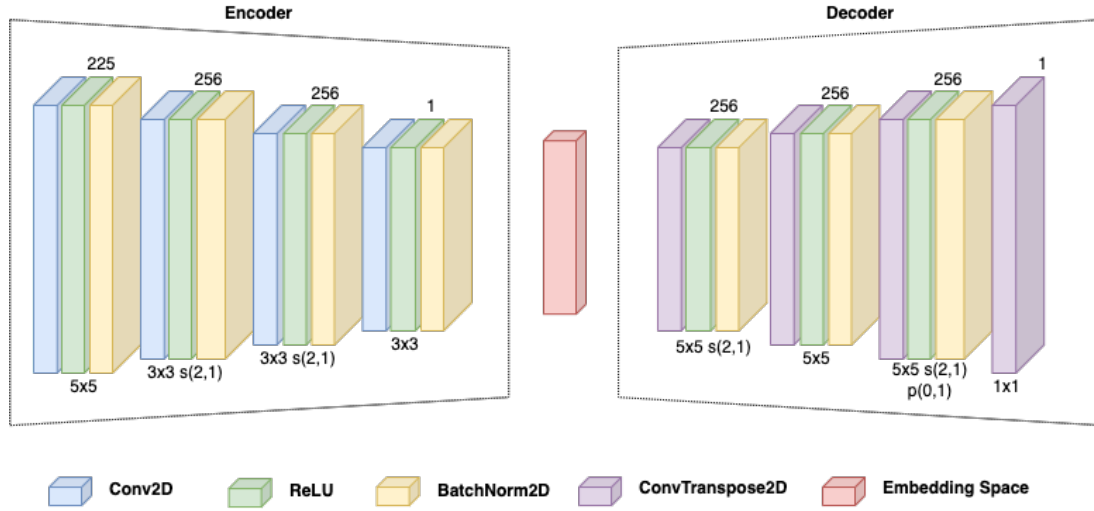 Encoder
Decoder
225
256
256
1
5x5
3x3 s(2,1)
3x3 s(2,1)
3x3
256
256
256
1
5x5 s(2,1)
5x5
5x5 s(2,1)
p(0,1)
1x1
Conv2D
ReLU
BatchNorm2D
ConvTranspose2D
Embedding Space